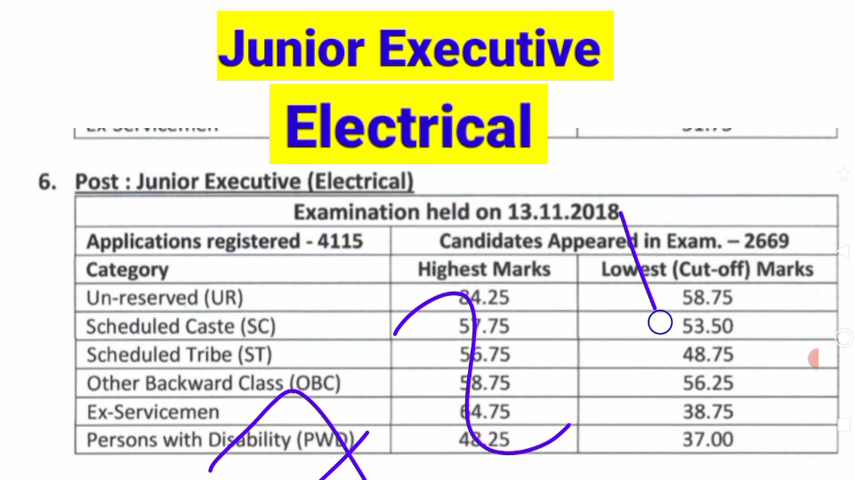 Junior Executive
Electrical
6. Post : Junior Executive (Electrical)
Examination held on 13.11.2018
Applications registered - 4115 Candidates Appeared in Exam. – 2669
Category Highest Marks Lowest (Cut-off) Marks
Un-reserved (UR) 84.25 58.75
Scheduled Caste (SC) 57.75 53.50
Scheduled Tribe (ST) 56.75 48.75
Other Backward Class (OBC) 58.75 56.25
Ex-Servicemen 64.75 38.75
Persons with Disability (PWD) 48.25 37.00